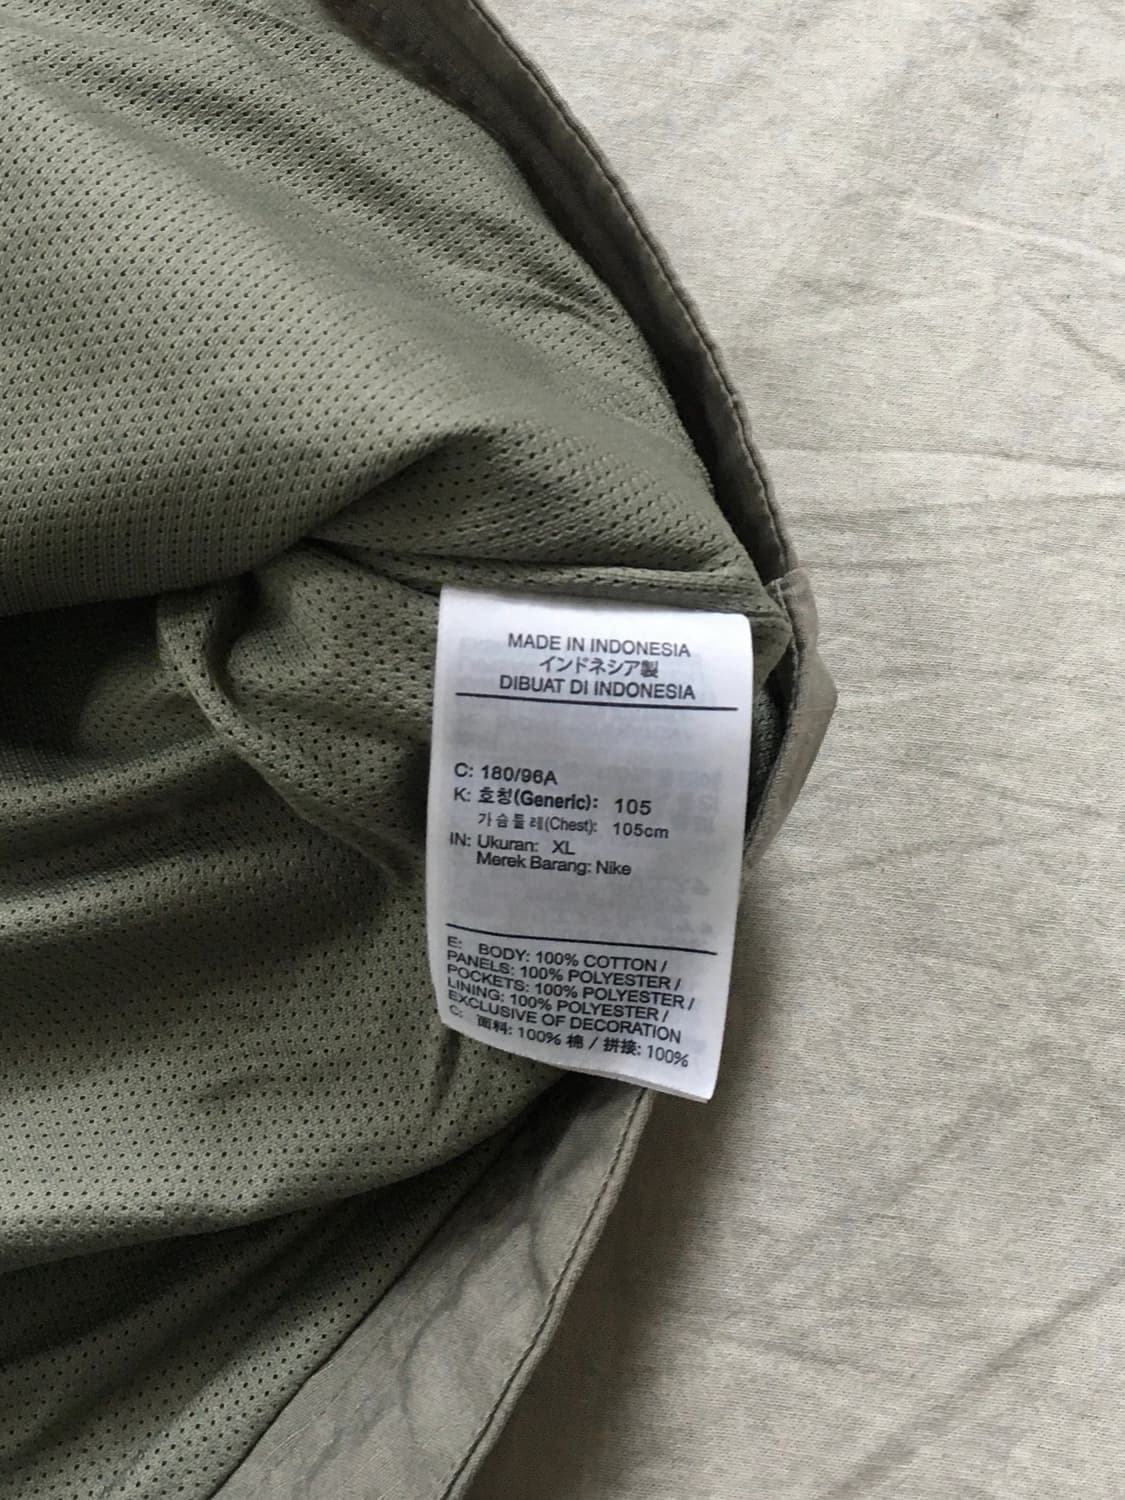 MADE IN INDONESIA
インドネシア製
DIBUAT DI INDONESIA
C: 180/96A
K: 호칭(Generic): 105
가슴둘레(Chest): 105cm
IN: Ukuran: XL
Merek Barang: Nike
E: BODY: 100% COTTON /
PANELS: 100% POLYESTER /
POCKETS: 100% POLYESTER /
LINING: 100% POLYESTER /
EXCLUSIVE OF DECORATION
C: 面料: 100% 棉 / 拼接: 100%